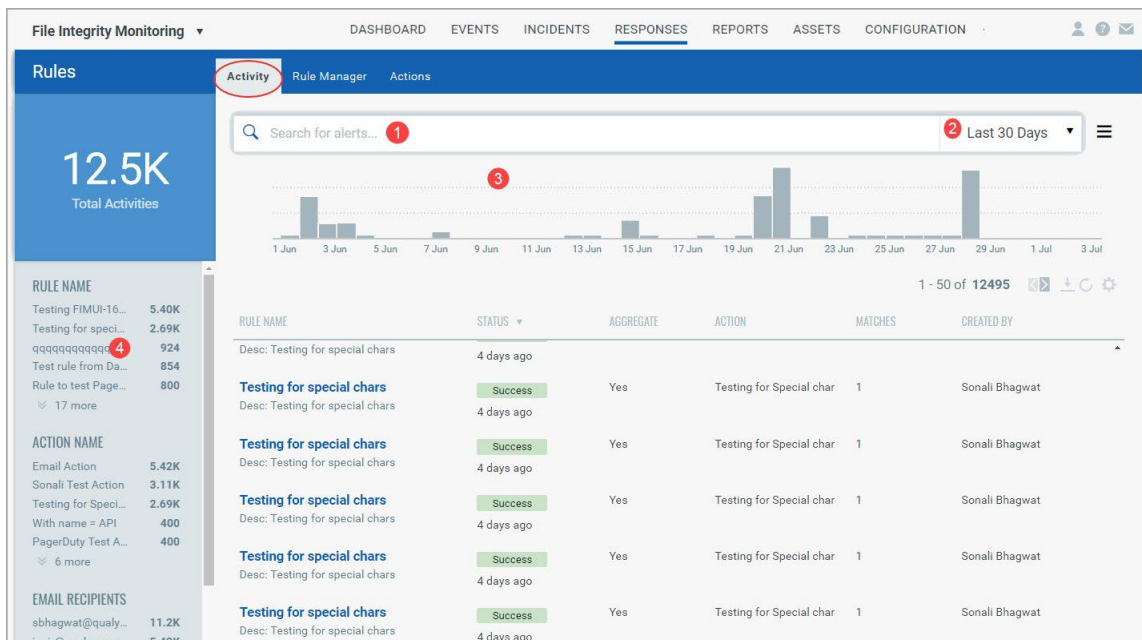 File Integrity Monitoring
DASHBOARD EVENTS INCIDENTS RESPONSES REPORTS ASSETS CONFIGURATION
Rules
Activity Rule Manager Actions
12.5K
Total Activities
Search for alerts... 1
2 Last 30 Days
3
1 Jun 3 Jun 5 Jun 7 Jun 9 Jun 11 Jun 13 Jun 15 Jun 17 Jun 19 Jun 21 Jun 23 Jun 25 Jun 27 Jun 29 Jun 1 Jul 3 Jul
1 - 50 of 12495
RULE NAME
Testing FIMUI-16... 5.40K
Testing for speci... 2.69K
4 924
Test rule from Da... 854
Rule to test Page... 800
17 more
ACTION NAME
Email Action 5.42K
Sonali Test Action 3.11K
Testing for Speci... 2.69K
With name = API 400
PagerDuty Test A... 400
6 more
EMAIL RECIPIENTS
sbhagwat@qualy... 11.2K
RULE NAME STATUS AGGREGATE ACTION MATCHES CREATED BY
Desc: Testing for special chars
4 days ago
Testing for special chars Success Yes Testing for Special char 1 Sonali Bhagwat
Desc: Testing for special chars
4 days ago
Testing for special chars Success Yes Testing for Special char 1 Sonali Bhagwat
Desc: Testing for special chars
4 days ago
Testing for special chars Success Yes Testing for Special char 1 Sonali Bhagwat
Desc: Testing for special chars
4 days ago
Testing for special chars Success Yes Testing for Special char 1 Sonali Bhagwat
Desc: Testing for special chars
4 days ago
Testing for special chars Success Yes Testing for Special char 1 Sonali Bhagwat
Desc: Testing for special chars
4 days ago